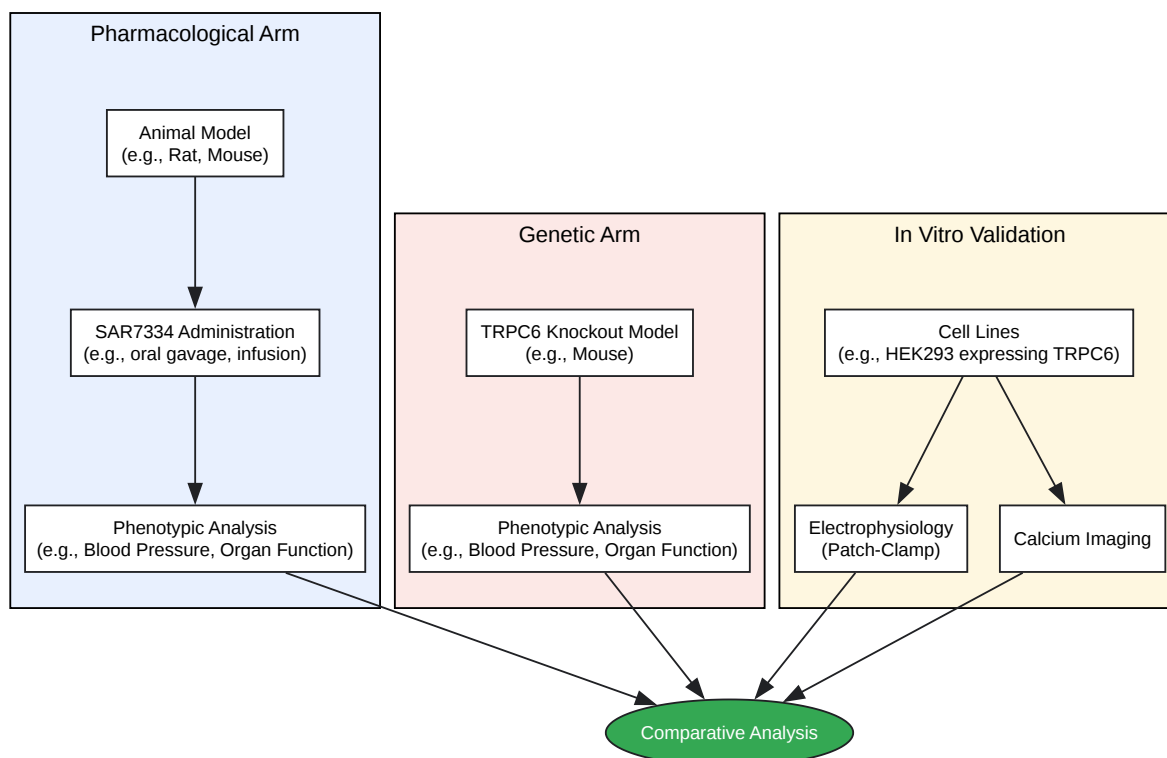 Pharmacological Arm
Animal Model
(e.g., Rat, Mouse)
SAR7334 Administration
(e.g., oral gavage, infusion)
Phenotypic Analysis
(e.g., Blood Pressure, Organ Function)
Genetic Arm
TRPC6 Knockout Model
(e.g., Mouse)
Phenotypic Analysis
(e.g., Blood Pressure, Organ Function)
In Vitro Validation
Cell Lines
(e.g., HEK293 expressing TRPC6)
Electrophysiology
(Patch-Clamp)
Calcium Imaging
Comparative Analysis